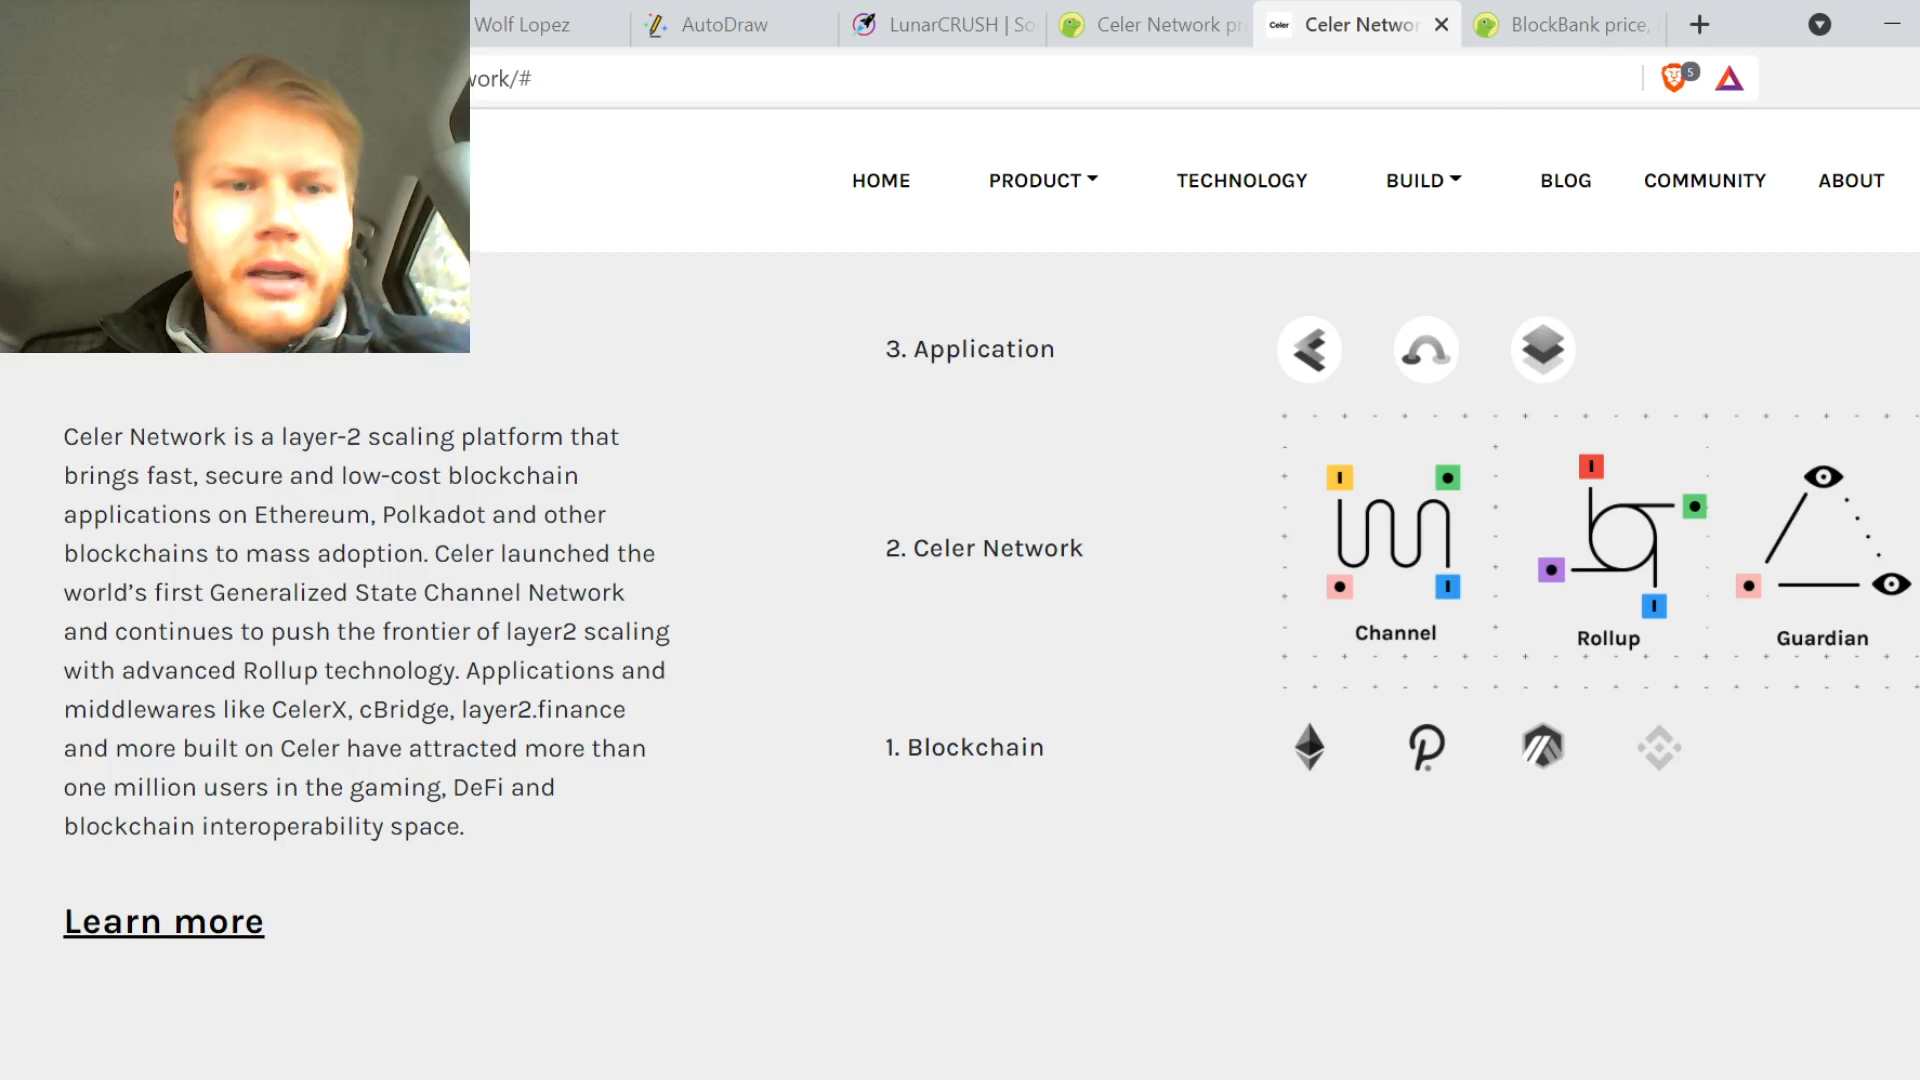 Wolf Lopez
AutoDraw
LunarCRUSH | So
Celer Network pr
Celer
Celer Networ
BlockBank price,
work/#
5
HOME
PRODUCT
TECHNOLOGY
BUILD
BLOG
COMMUNITY
ABOUT
Celer Network is a layer-2 scaling platform that
brings fast, secure and low-cost blockchain
applications on Ethereum, Polkadot and other
blockchains to mass adoption. Celer launched the
world’s first Generalized State Channel Network
and continues to push the frontier of layer2 scaling
with advanced Rollup technology. Applications and
middlewares like CelerX, cBridge, layer2.finance
and more built on Celer have attracted more than
one million users in the gaming, DeFi and
blockchain interoperability space.
Learn more
3. Application
2. Celer Network
Channel
Rollup
Guardian
1. Blockchain